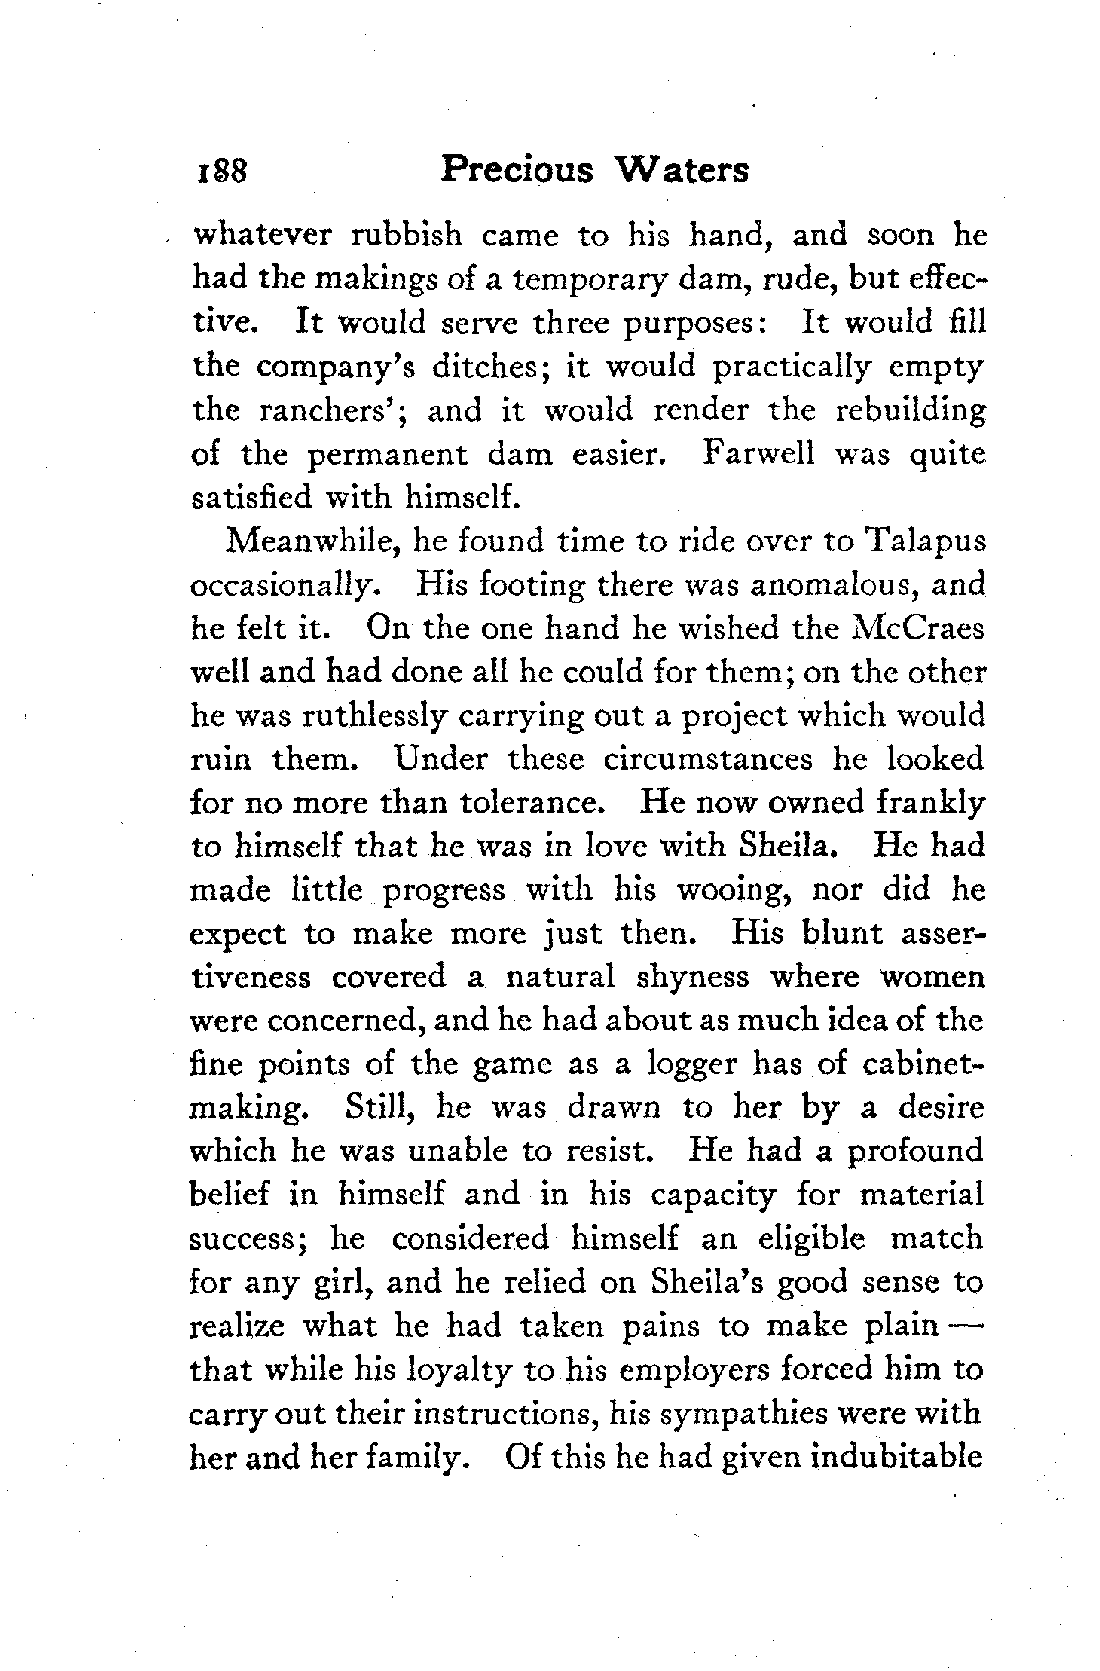 188 Precious Waters
whatever rubbish came to his hand, and soon he
had the makings of a temporary dam, rude, but effec-
tive. It would serve three purposes: It would fill
the company's ditches; it would practically empty
the ranchers'; and it would render the rebuilding
of the permanent dam easier. Farwell was quite
satisfied with himself.
Meanwhile, he found time to ride over to Talapus
occasionally. His footing there was anomalous, and
he felt it. On the one hand he wished the McCraes
well and had done all he could for them; on the other
he was ruthlessly carrying out a project which would
ruin them. Under these circumstances he looked
for no more than tolerance. He now owned frankly
to himself that he was in love with Sheila. He had
made little progress with his wooing, nor did he
expect to make more just then. His blunt asser-
tiveness covered a natural shyness where women
were concerned, and he had about as much idea of the
fine points of the game as a logger has of cabinet-
making. Still, he was drawn to her by a desire
which he was unable to resist. He had a profound
belief in himself and in his capacity for material
success; he considered himself an eligible match
for any girl, and he relied on Sheila's good sense to
realize what he had taken pains to make plain —
that while his loyalty to his employers forced him to
carry out their instructions, his sympathies were with
her and her family. Of this he had given indubitable